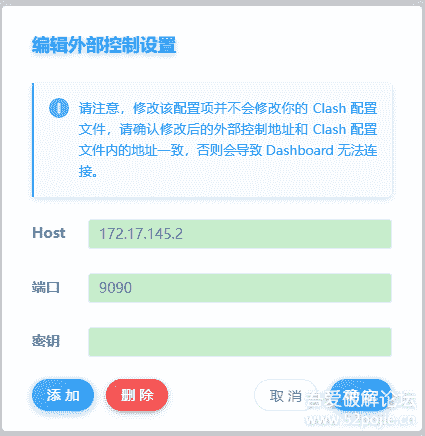 编辑外部控制设置
请注意，修改该配置项并不会修改你的 Clash 配置
文件，请确认修改后的外部控制地址和 Clash 配置
文件内的地址一致，否则会导致 Dashboard 无法连
接。
Host 172.17.145.2
端口 9090
密钥
添加 删除 取消
吾爱破解论坛
www.52pojie.cn